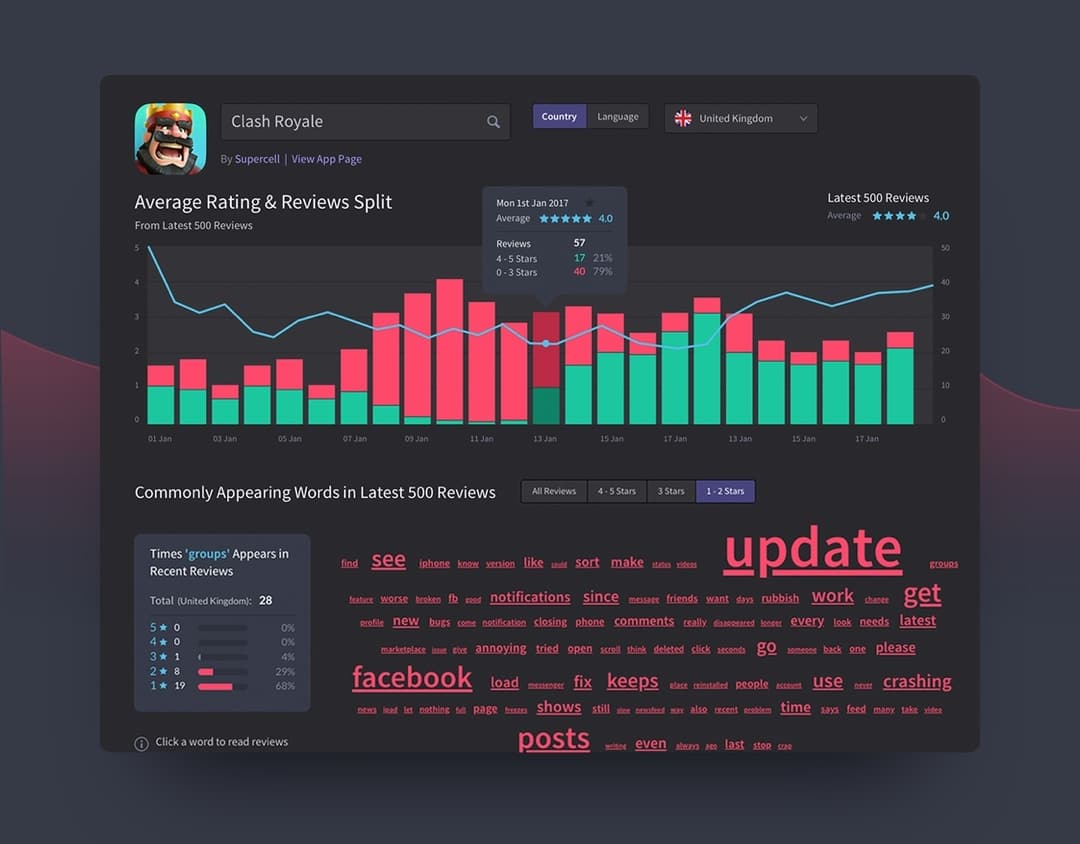 Clash Royale
Country Language
United Kingdom
By Supercell | View App Page
Average Rating & Reviews Split
From Latest 500 Reviews
Mon 1st Jan 2017
Average 4.0
Reviews 57
4 - 5 Stars 17 21%
0 - 3 Stars 40 79%
Latest 500 Reviews
Average 4.0
5 50
4 40
3 30
2 20
1 10
0 0
01 Jan 03 Jan 05 Jan 07 Jan 09 Jan 11 Jan 13 Jan 15 Jan 17 Jan 13 Jan 15 Jan 17 Jan
Commonly Appearing Words in Latest 500 Reviews
All Reviews 4 - 5 Stars 3 Stars 1 - 2 Stars
Times 'groups' Appears in
Recent Reviews
Total (United Kingdom): 28
5 0 0%
4 0 0%
3 1 4%
2 8 29%
1 19 68%
Click a word to read reviews
find see iphone know version like could sort make status videos update groups
feature worse broken fb good notifications since message friends want days rubbish work change get
profile new bugs come notification closing phone comments really disappeared longer every look needs latest
marketplace issue give annoying tried open scroll think deleted click seconds go someone back one please
facebook load messenger fix keeps place reinstalled people account use never crashing
news ipad let nothing full page freezes shows still slow newsfeed way also recent problem time says feed many take video
posts writing even always ago last stop crap